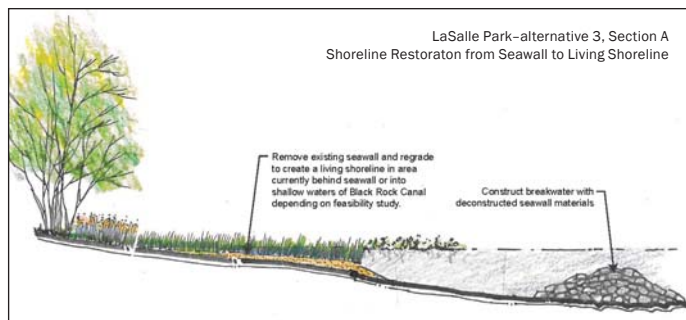 LaSalle Park–alternative 3, Section A
Shoreline Restoraton from Seawall to Living Shoreline
Remove existing seawall and regrade
to create a living shoreline in area
currently behind seawall or into
shallow waters of Black Rock Canal
depending on feasibility study.
Construct breakwater with
deconstructed seawall materials